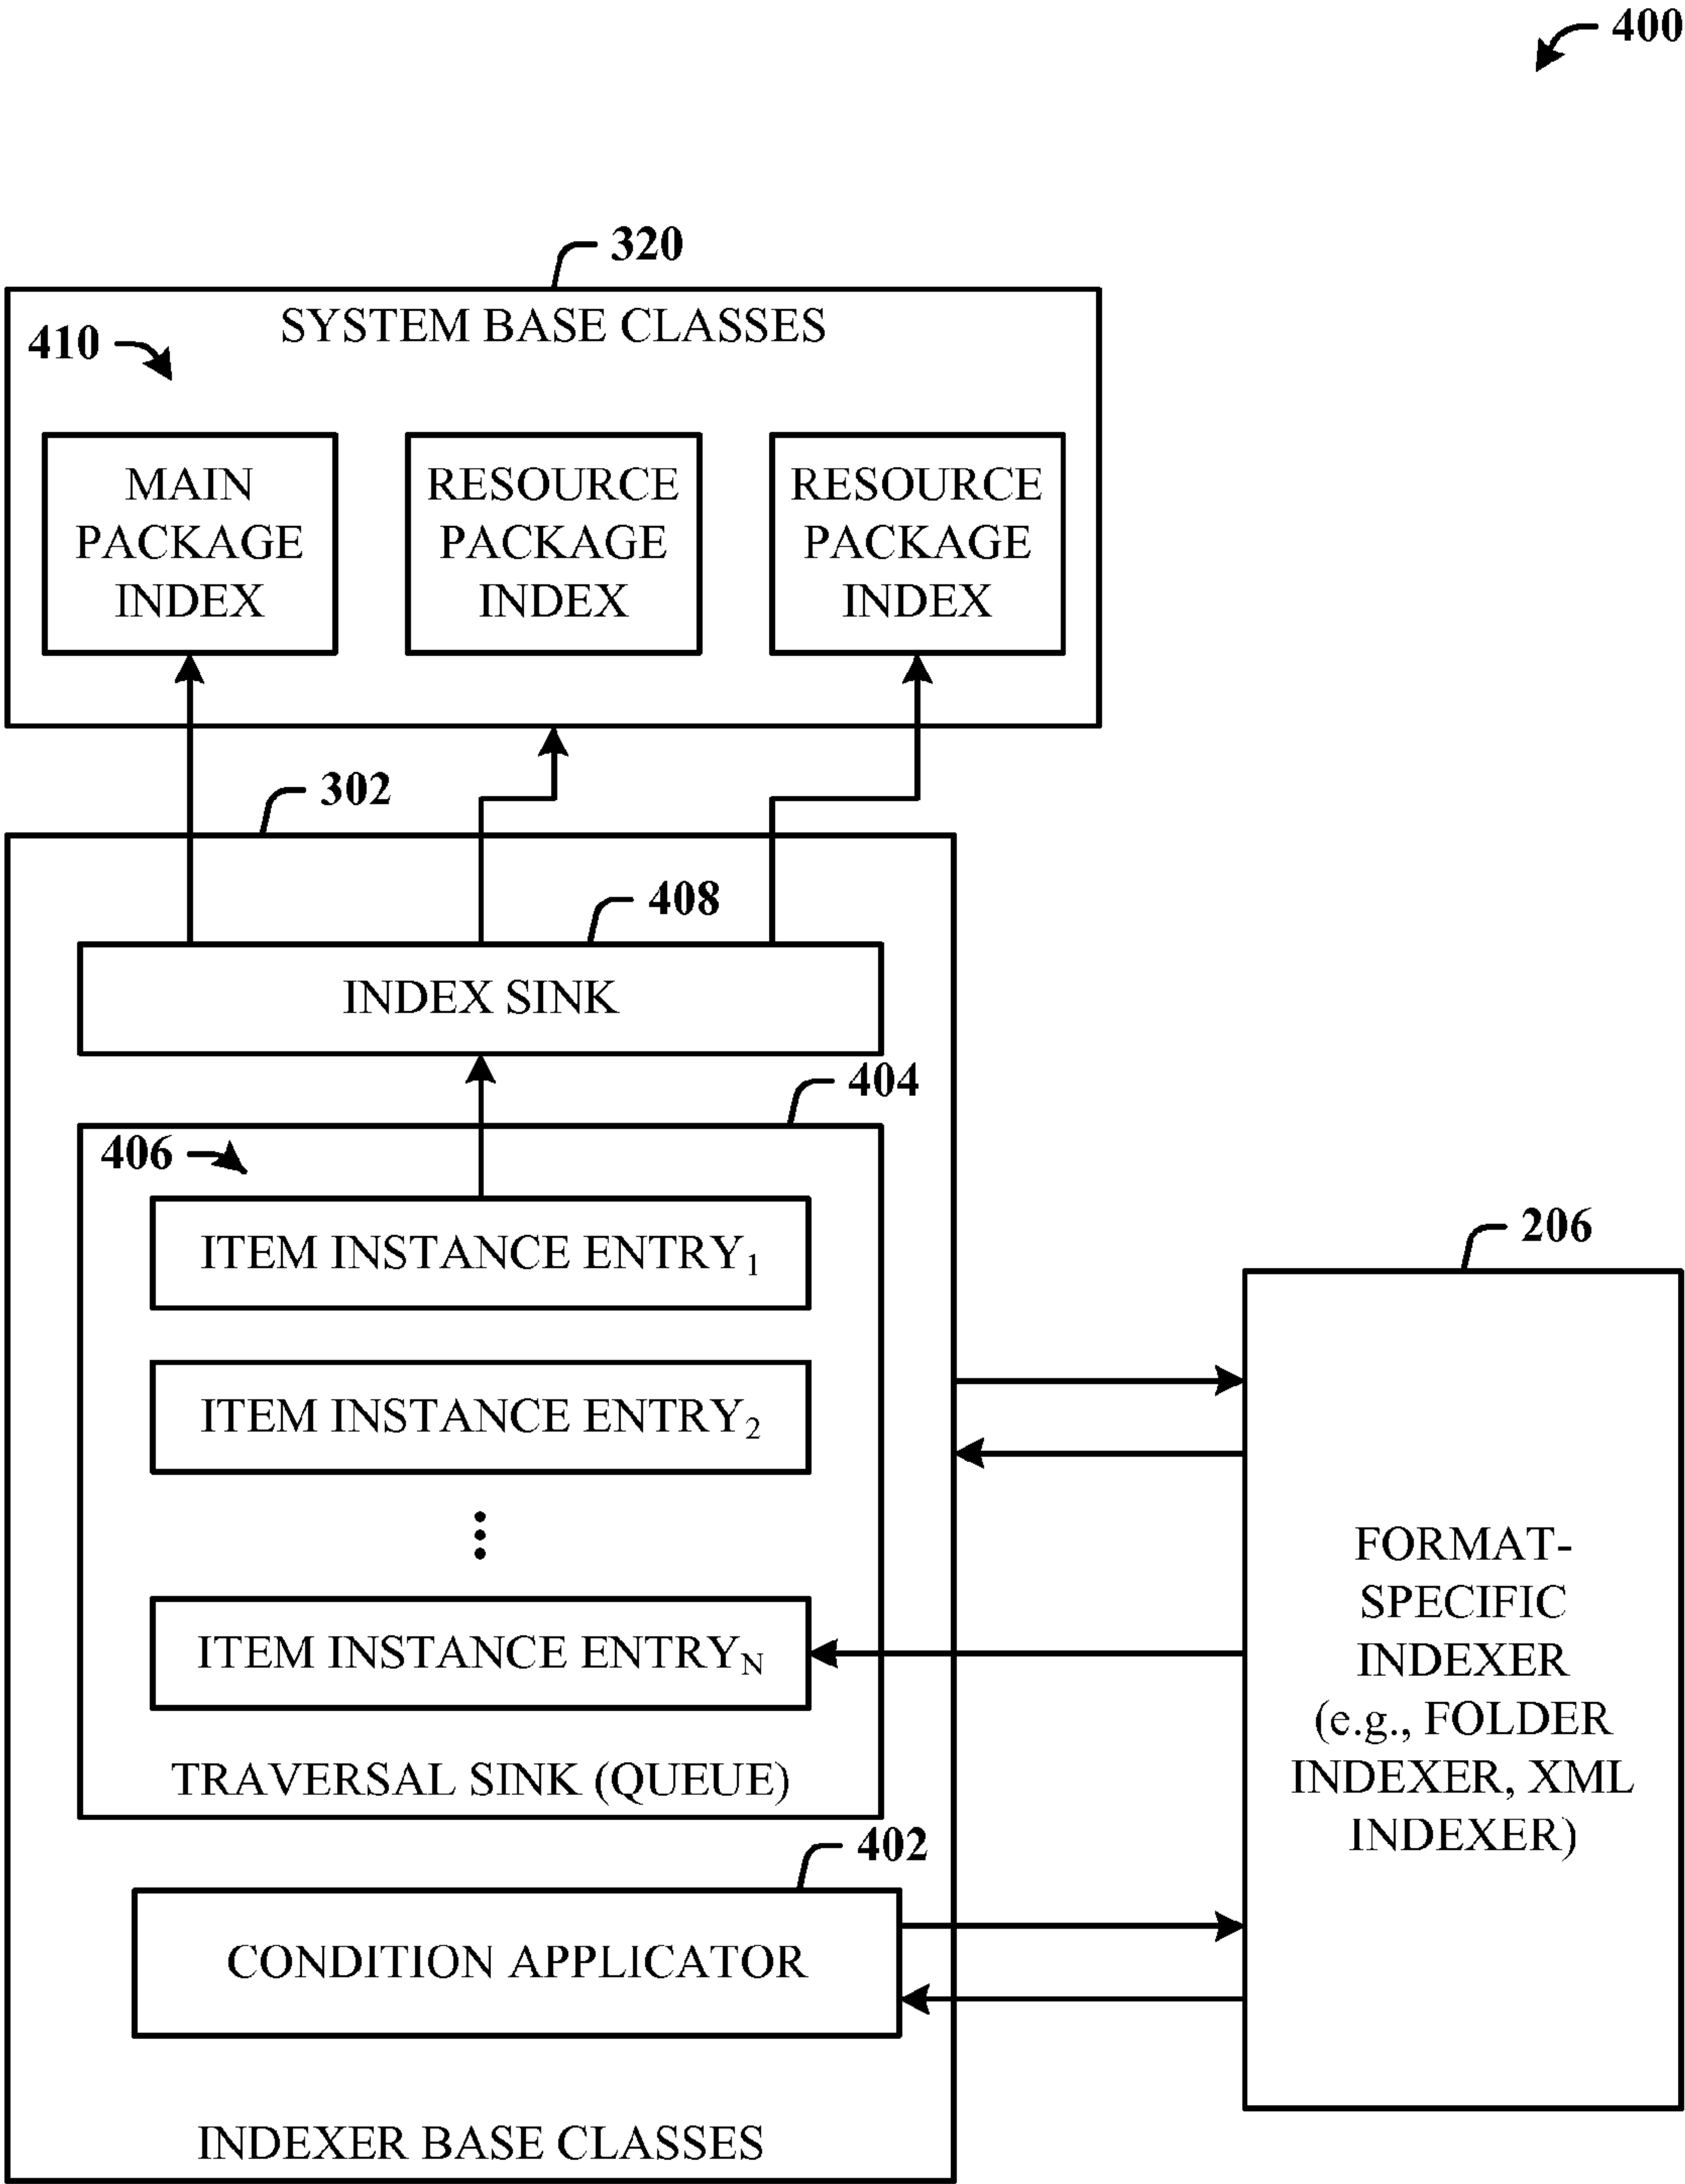 400
320
SYSTEM BASE CLASSES
410
MAIN
PACKAGE
INDEX
RESOURCE
PACKAGE
INDEX
RESOURCE
PACKAGE
INDEX
302
408
INDEX SINK
404
406
ITEM INSTANCE ENTRY1
ITEM INSTANCE ENTRY2
ITEM INSTANCE ENTRYN
TRAVERSAL SINK (QUEUE)
402
CONDITION APPLICATOR
INDEXER BASE CLASSES
206
FORMAT-
SPECIFIC
INDEXER
(e.g., FOLDER
INDEXER, XML
INDEXER)